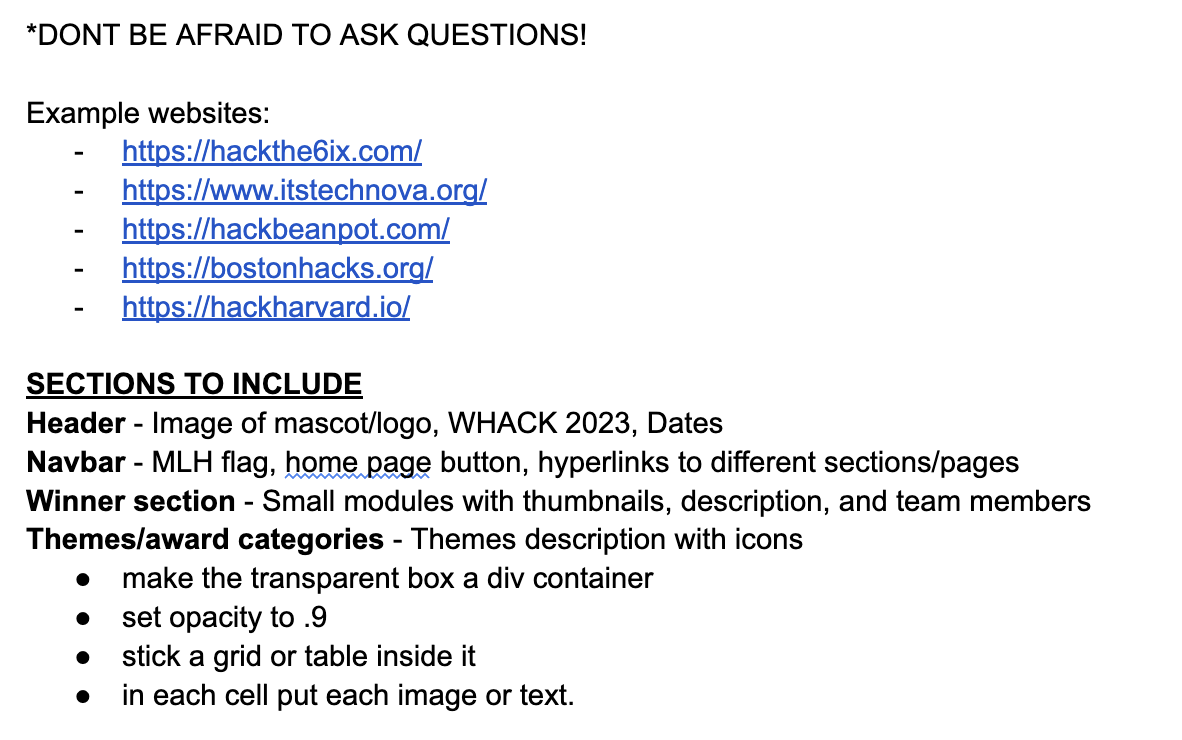 *DONT BE AFRAID TO ASK QUESTIONS!
Example websites:
- https://hackthe6ix.com/
- https://www.itstechnova.org/
- https://hackbeanpot.com/
- https://bostonhacks.org/
- https://hackharvard.io/
SECTIONS TO INCLUDE
Header - Image of mascot/logo, WHACK 2023, Dates
Navbar - MLH flag, home page button, hyperlinks to different sections/pages
Winner section - Small modules with thumbnails, description, and team members
Themes/award categories - Themes description with icons
● make the transparent box a div container
● set opacity to .9
● stick a grid or table inside it
● in each cell put each image or text.